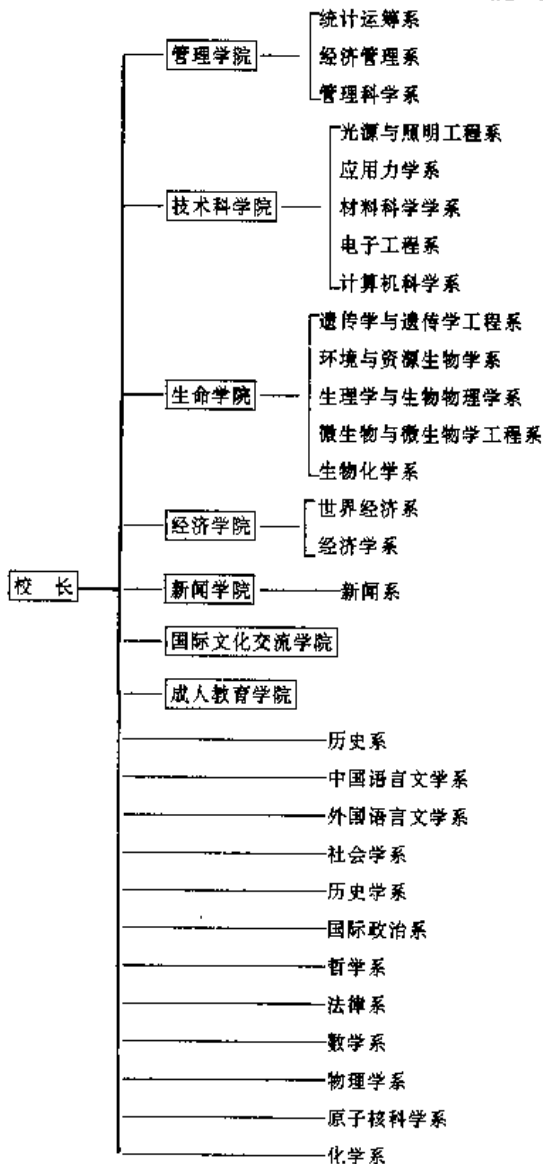 统计运筹系
管理学院
经济管理系
管理科学系
光源与照明工程系
应用力学系
技术科学院
材料科学学系
电子工程系
计算机科学系
遗传学与遗传学工程系
环境与资源生物学系
生命学院
生理学与生物物理学系
微生物与微生物学工程系
生物化学系
世界经济系
经济学院
经济学系
校 长
新闻学院
新闻系
国际文化交流学院
成人教育学院
历史系
中国语言文学系
外国语言文学系
社会学系
历史学系
国际政治系
哲学系
法律系
数学系
物理学系
原子核科学系
化学系